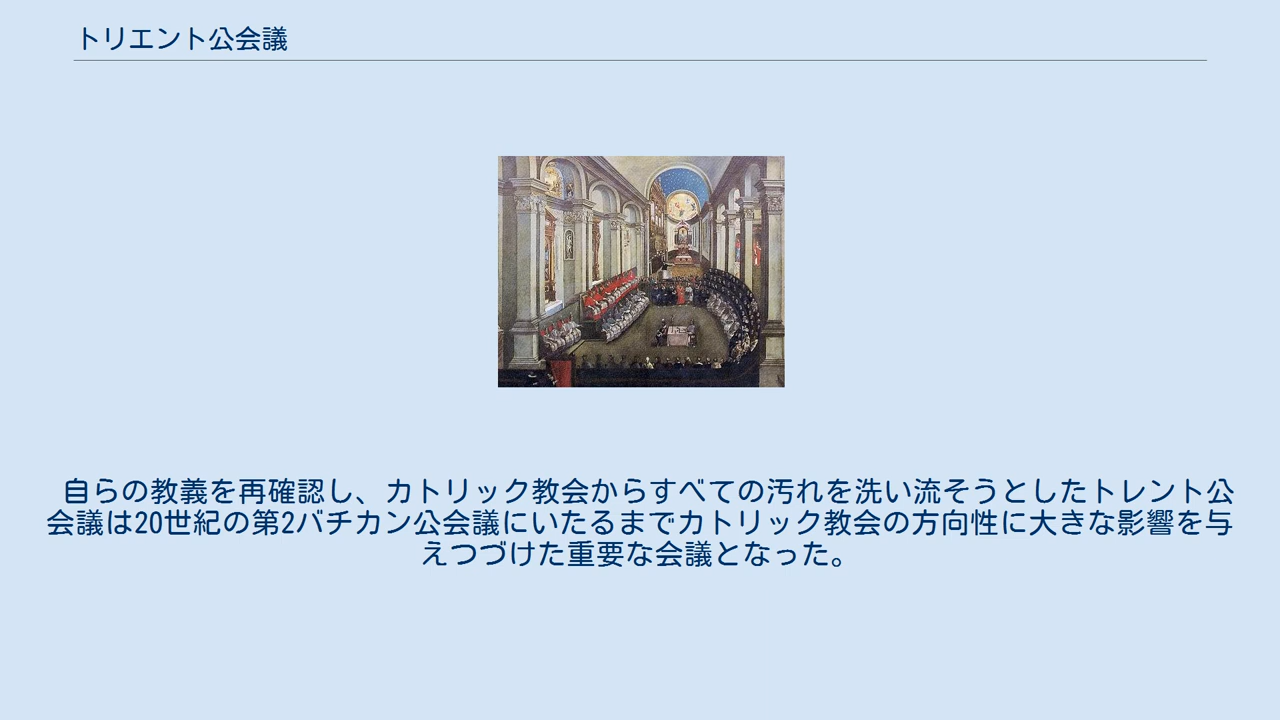 トリエント公会議
自らの教義を再確認し、カトリック教会からすべての汚れを洗い流そうとしたトレント公
会議は20世紀の第2バチカン公会議にいたるまでカトリック教会の方向性に大きな影響を与
えつづけた重要な会議となった。